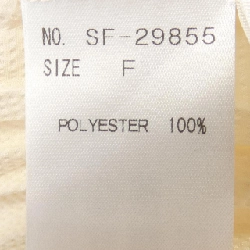 NO. SF-29855
SIZE F
POLYESTER 100%